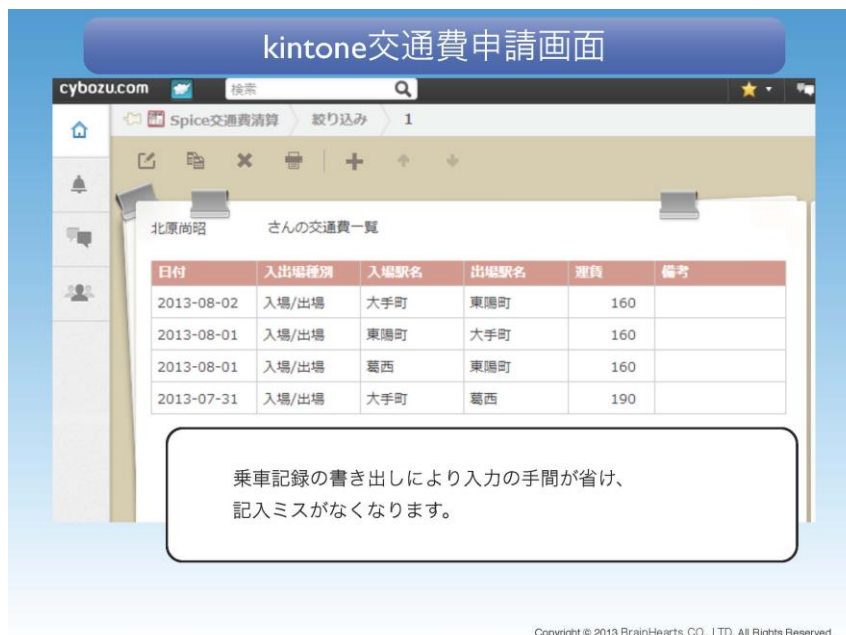 kintone交通費申請画面
cybozu.com 検索
Spice交通費清算 絞り込み 1
北原尚昭 さんの交通費一覧
日付 入出場種別 入場駅名 出場駅名 運賃 備考
2013-08-02 入場/出場 大手町 東陽町 160
2013-08-01 入場/出場 東陽町 大手町 160
2013-08-01 入場/出場 葛西 東陽町 160
2013-07-31 入場/出場 大手町 葛西 190
乗車記録の書き出しにより入力の手間が省け、
記入ミスがなくなります。
Copyright © 2013 BrainHearts CO., LTD. All Rights Reserved.